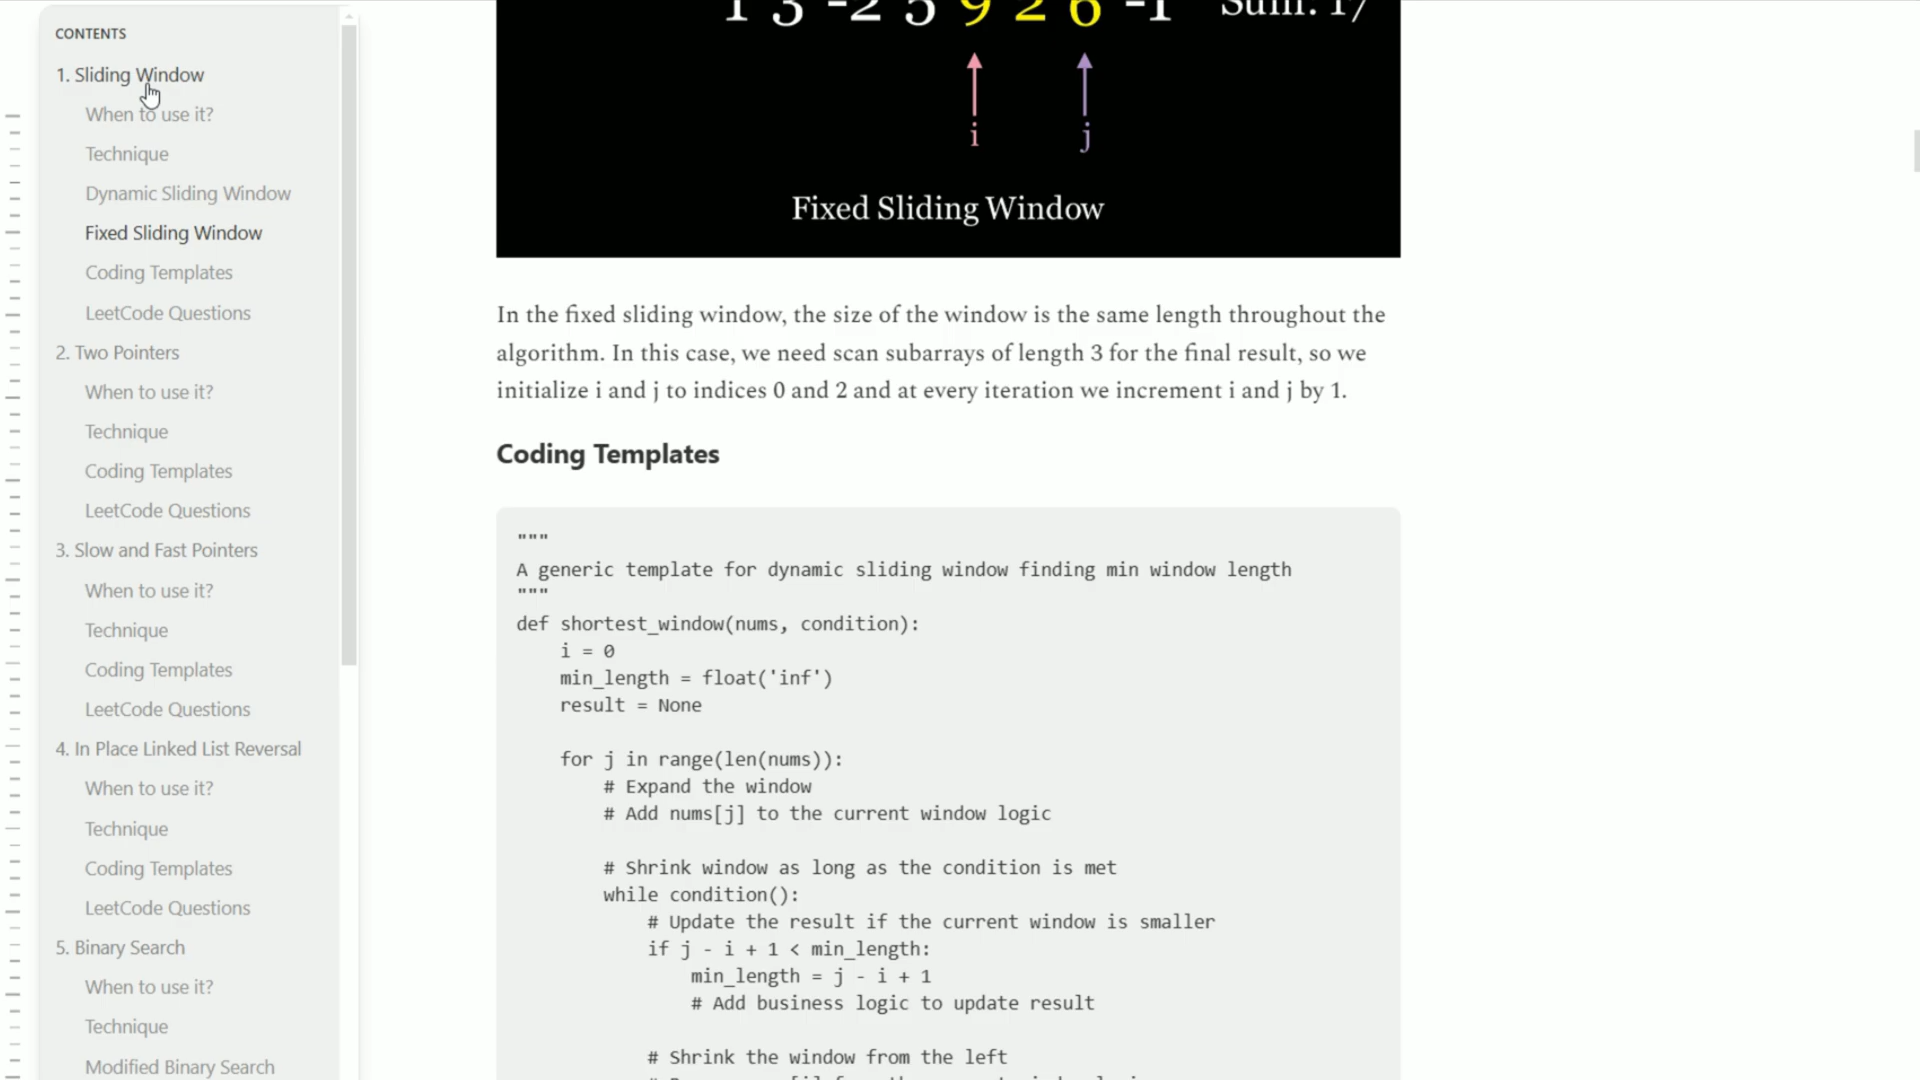 CONTENTS
1. Sliding Window
When to use it?
Technique
Dynamic Sliding Window
Fixed Sliding Window
Coding Templates
LeetCode Questions
2. Two Pointers
When to use it?
Technique
Coding Templates
LeetCode Questions
3. Slow and Fast Pointers
When to use it?
Technique
Coding Templates
LeetCode Questions
4. In Place Linked List Reversal
When to use it?
Technique
Coding Templates
LeetCode Questions
5. Binary Search
When to use it?
Technique
Modified Binary Search
1 3 -2 5 9 2 6 -1 Sum: 17
i j
Fixed Sliding Window
In the fixed sliding window, the size of the window is the same length throughout the
algorithm. In this case, we need scan subarrays of length 3 for the final result, so we
initialize i and j to indices 0 and 2 and at every iteration we increment i and j by 1.
Coding Templates
"""
A generic template for dynamic sliding window finding min window length
"""
def shortest_window(nums, condition):
    i = 0
    min_length = float('inf')
    result = None
    for j in range(len(nums)):
        # Expand the window
        # Add nums[j] to the current window logic
        # Shrink window as long as the condition is met
        while condition():
            # Update the result if the current window is smaller
            if j - i + 1 < min_length:
                min_length = j - i + 1
                # Add business logic to update result
            # Shrink the window from the left